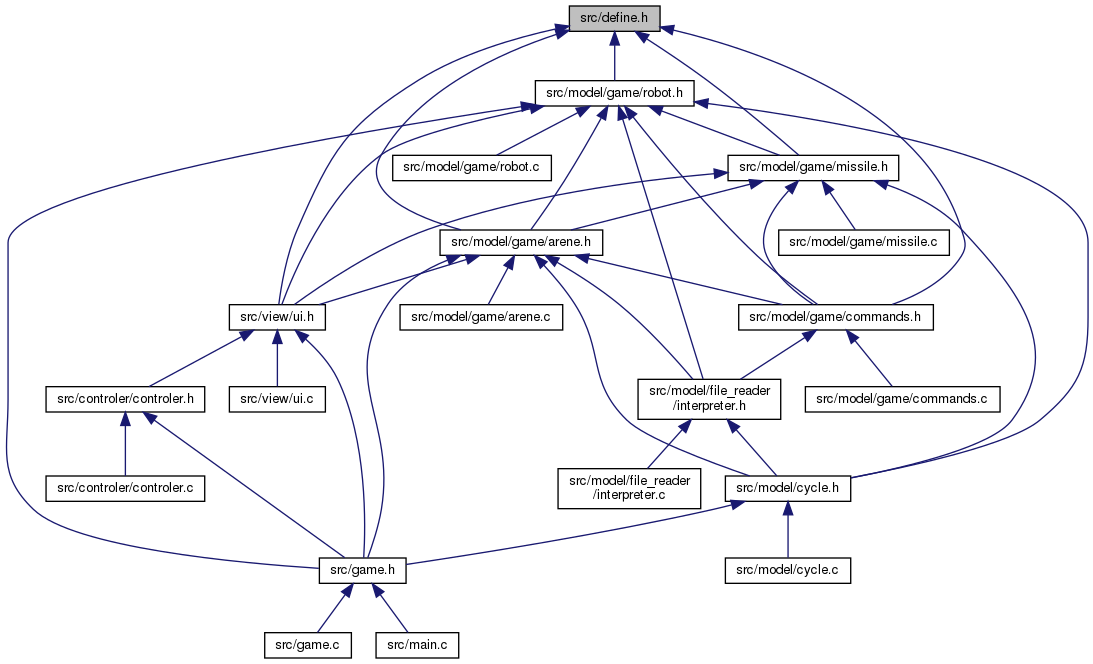 src/define.h
src/model/game/robot.h
src/model/game/robot.c
src/model/game/missile.h
src/model/game/arene.h
src/model/game/missile.c
src/view/ui.h
src/model/game/arene.c
src/model/game/commands.h
src/controler/controler.h
src/view/ui.c
src/model/file_reader
/interpreter.h
src/model/game/commands.c
src/controler/controler.c
src/model/file_reader
/interpreter.c
src/model/cycle.h
src/game.h
src/model/cycle.c
src/game.c
src/main.c